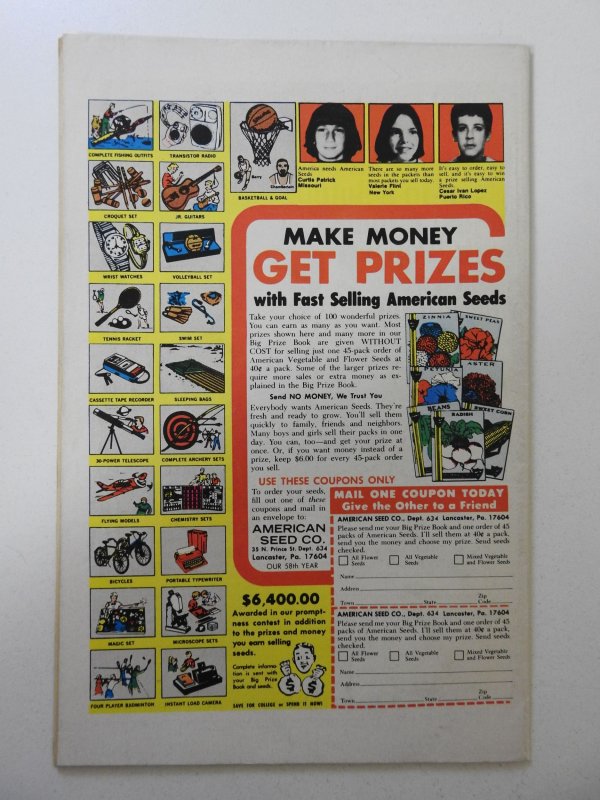 COMPLETE FISHING OUTFITS
TRANSISTOR RADIO
CROQUET SET
JR. GUITARS
WRIST WATCHES
VOLLEYBALL SET
TENNIS RACKET
SWIM SET
CASSETTE TAPE RECORDER
SLEEPING BAGS
30-POWER TELESCOPE
COMPLETE ARCHERY SETS
FLYING MODELS
CHEMISTRY SETS
BICYCLES
PORTABLE TYPEWRITER
MAGIC SET
MICROSCOPE SETS
FOUR PLAYER BADMINTON
INSTANT LOAD CAMERA
SPALDING
Barry
Chamberlain
BASKETBALL & GOAL
America needs American
Seeds
Curtis Patrick
Missouri
There are so many more
seeds in the packets than
most packets you sell today.
Valerie Flini
New York
It's easy to order, easy to
sell, and it's easy to win
a prize selling American
Seeds.
Cesar Ivan Lopez
Puerto Rico
MAKE MONEY
GET PRIZES
with Fast Selling American Seeds
Take your choice of 100 wonderful prizes.
You can earn as many as you want. Most
prizes shown here and many more in our
Big Prize Book are given WITHOUT
COST for selling just one 45-pack order of
American Vegetable and Flower Seeds at
40¢ a pack. Some of the larger prizes re-
quire more sales or extra money as ex-
plained in the Big Prize Book.
Send NO MONEY, We Trust You
Everybody wants American Seeds. They're
fresh and ready to grow. You'll sell them
quickly to family, friends and neighbors.
Many boys and girls sell their packs in one
day. You can, too—and get your prize at
once. Or, if you want money instead of a
prize, keep $6.00 for every 45-pack order
you sell.
ZINNIA
SWEET PEAS
PETUNIA
ASTER
BEANS
RADISH
SWEET CORN
USE THESE COUPONS ONLY
To order your seeds,
fill out one of these
coupons and mail in
an envelope to:
AMERICAN
SEED CO.
35 N. Prince St. Dept. 634
Lancaster, Pa. 17604
OUR 58th YEAR
$6,400.00
Awarded in our prompt-
ness contest in addition
to the prizes and money
you earn selling
seeds.
Complete informa-
tion is sent with
your Big Prize
Book and seeds.
SAVE FOR COLLEGE or SPEND IT NOW!
MAIL ONE COUPON TODAY
Give the Other to a Friend
AMERICAN SEED CO., Dept. 634 Lancaster, Pa. 17604
Please send me your Big Prize Book and one order of 45
packs of American Seeds. I'll sell them at 40¢ a pack,
send you the money and choose my prize. Send seeds
checked.
All Flower Seeds
All Vegetable Seeds
Mixed Vegetable and Flower Seeds
Name
Address
Town State Zip Code
AMERICAN SEED CO., Dept. 634 Lancaster, Pa. 17604
Please send me your Big Prize Book and one order of 45
packs of American Seeds. I'll sell them at 40¢ a pack,
send you the money and choose my prize. Send seeds
checked.
All Flower Seeds
All Vegetable Seeds
Mixed Vegetable and Flower Seeds
Name
Address
Town State Zip Code